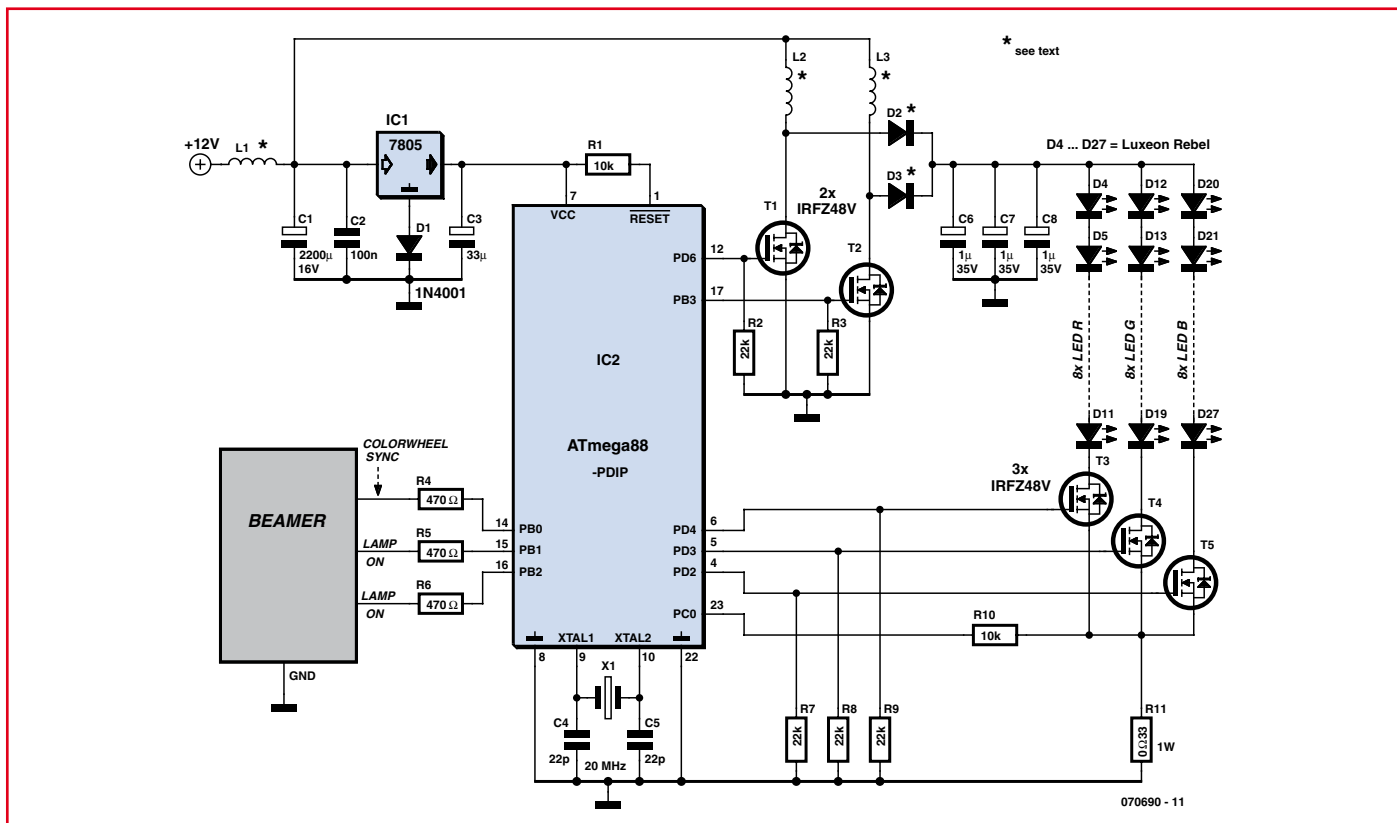 * see text
L2
*
L3
*
D2 *
D3 *
D4 ... D27 = Luxeon Rebel
+12V
L1 *
IC1
7805
R1
10k
C1
2200µ
16V
C2
100n
D1
1N4001
C3
33µ
7
VCC
1
RESET
2x
IRFZ48V
T1
T2
C6
1µ
35V
C7
1µ
35V
C8
1µ
35V
D4
D12
D20
D5
D13
D21
12
PD6
17
PB3
R2
22k
R3
22k
IC2
8x LED R
8x LED G
8x LED B
D11
D19
D27
ATmega88
-PDIP
COLORWHEEL
SYNC
BEAMER
R4
470 Ω
14
PB0
LAMP
ON
R5
470 Ω
15
PB1
LAMP
ON
R6
470 Ω
16
PB2
3x
IRFZ48V
T3
T4
T5
6
PD4
5
PD3
4
PD2
23
PC0
R10
10k
GND
XTAL1
XTAL2
8
9
10
22
X1
C4
22p
C5
22p
20 MHz
R7
22k
R8
22k
R9
22k
R11
0Ω33
1W
070690 - 11